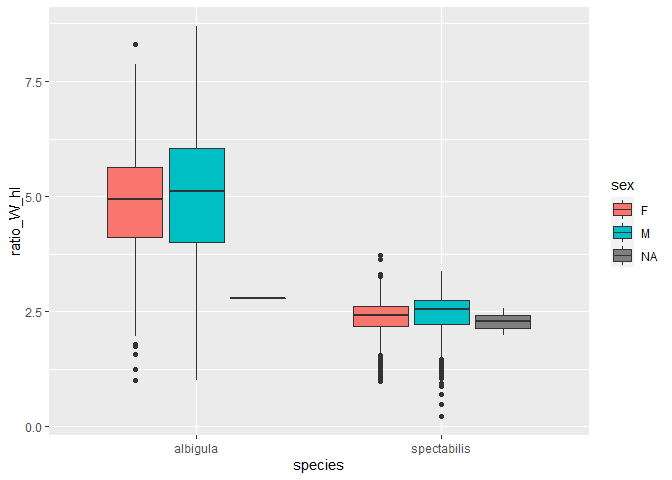 7.5
5.0
2.5
0.0
ratio_W_hl
albigula
spectabilis
species
sex
F
M
NA